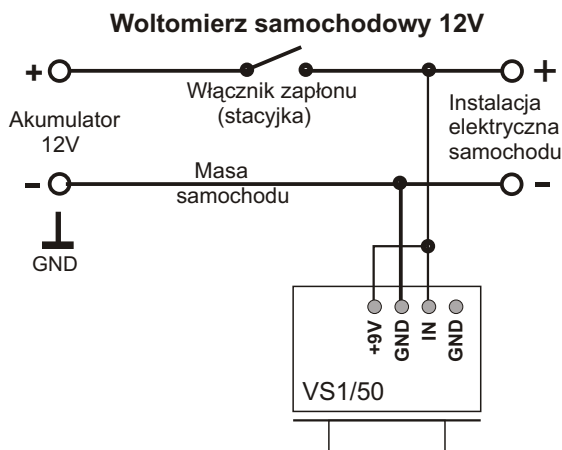 Woltomierz samochodowy 12V
+
+
Włącznik zapłonu
(stacyjka)
Akumulator
12V
Instalacja
elektryczna
samochodu
Masa
samochodu
-
-
GND
+9V
GND
IN
GND
VS1/50